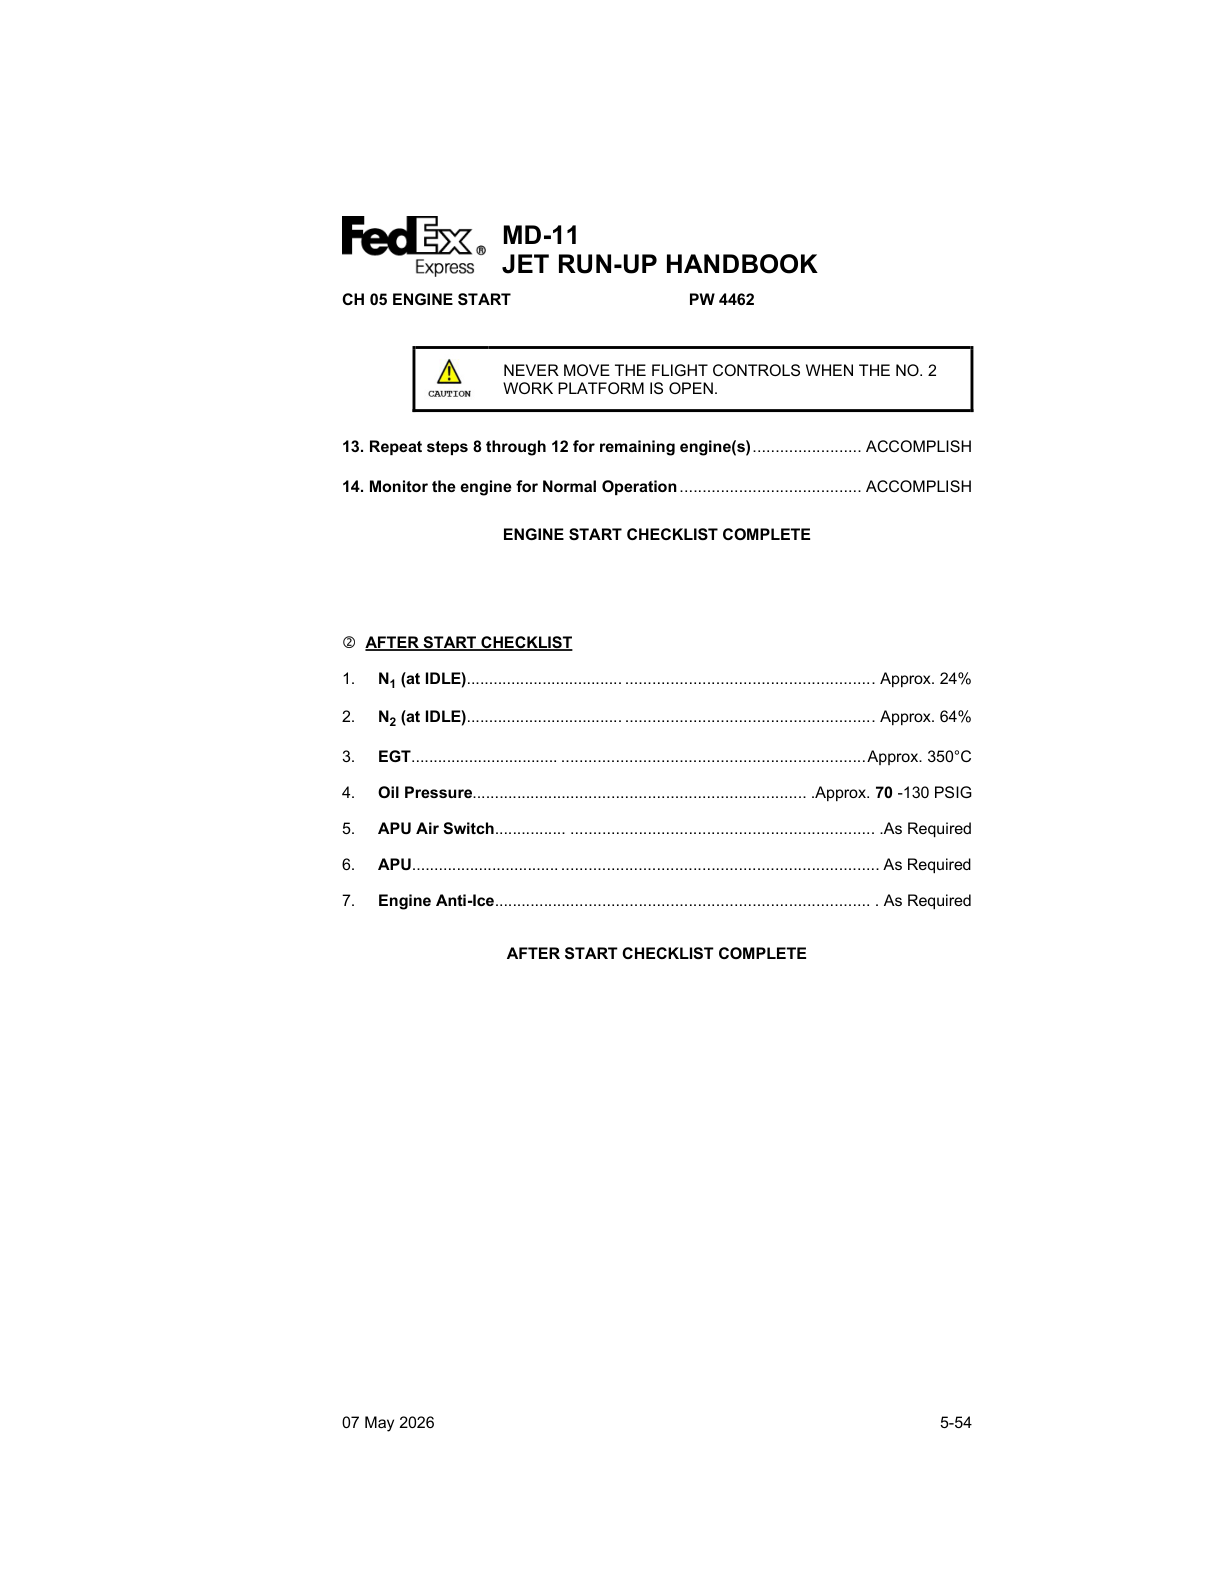 FedEx® MD-11
Express JET RUN-UP HANDBOOK
CH 05 ENGINE START PW 4462
CAUTION
NEVER MOVE THE FLIGHT CONTROLS WHEN THE NO. 2
WORK PLATFORM IS OPEN.
13. Repeat steps 8 through 12 for remaining engine(s)........................ ACCOMPLISH
14. Monitor the engine for Normal Operation........................................ ACCOMPLISH
ENGINE START CHECKLIST COMPLETE
② AFTER START CHECKLIST
1. N1 (at IDLE)................................... ....................................................... Approx. 24%
2. N2 (at IDLE)................................... ....................................................... Approx. 64%
3. EGT................................. ...................................................................Approx. 350°C
4. Oil Pressure.......................................................................... .Approx. 70 -130 PSIG
5. APU Air Switch................ ................................................................... .As Required
6. APU................................. ...................................................................... As Required
7. Engine Anti-Ice.................................................................................... . As Required
AFTER START CHECKLIST COMPLETE
07 May 2026 5-54